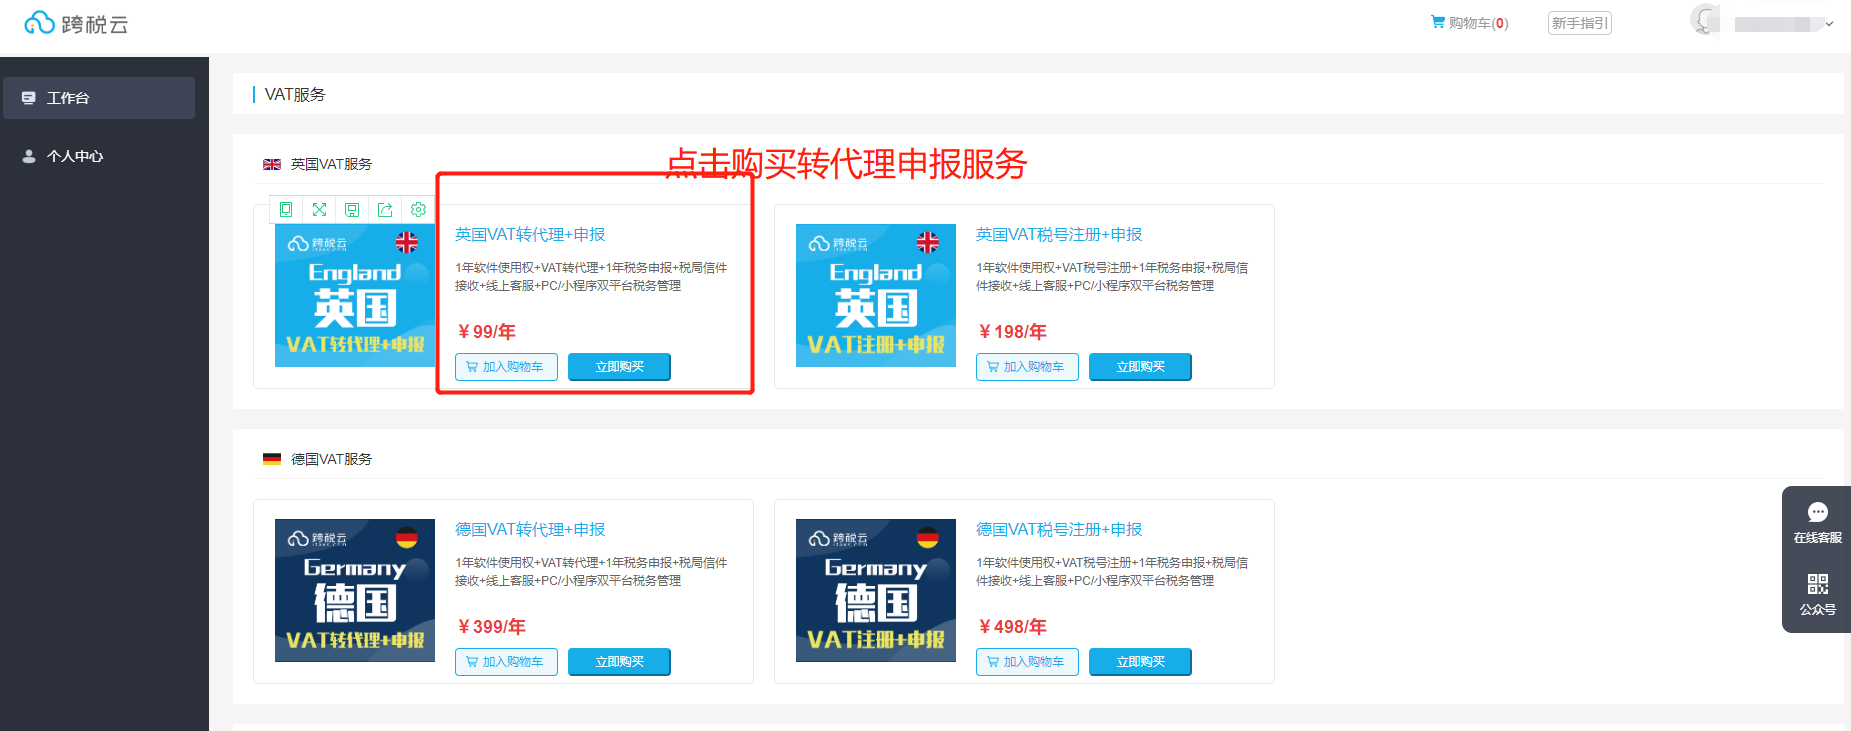 跨税云
购物车(0)
新手指引
工作台
个人中心
VAT服务
英国VAT服务
点击购买转代理申报服务
跨税云
England
英国
VAT转代理+申报
英国VAT转代理+申报
1年软件使用权+VAT转代理+1年税务申报+税局信件
接收+线上客服+PC/小程序双平台税务管理
￥99/年
加入购物车
立即购买
跨税云
England
英国
VAT注册+申报
英国VAT税号注册+申报
1年软件使用权+VAT税号注册+1年税务申报+税局信
件接收+线上客服+PC/小程序双平台税务管理
￥198/年
加入购物车
立即购买
德国VAT服务
跨税云
Germany
德国
VAT转代理+申报
德国VAT转代理+申报
1年软件使用权+VAT转代理+1年税务申报+税局信件
接收+线上客服+PC/小程序双平台税务管理
￥399/年
加入购物车
立即购买
跨税云
Germany
德国
VAT注册+申报
德国VAT税号注册+申报
1年软件使用权+VAT税号注册+1年税务申报+税局信
件接收+线上客服+PC/小程序双平台税务管理
￥498/年
加入购物车
立即购买
在线客服
公众号